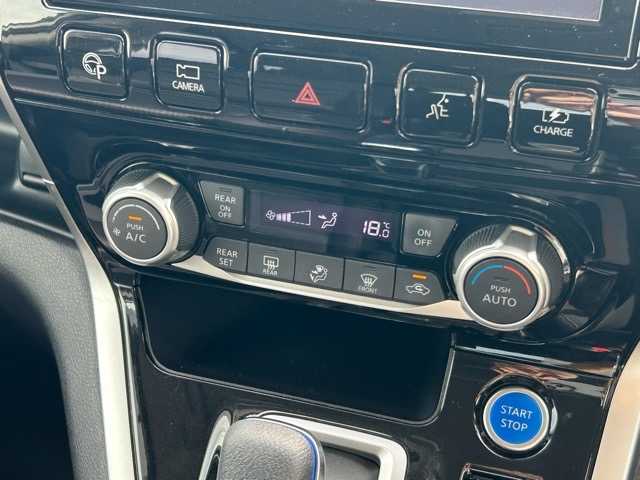 P
CAMERA
CHARGE
PUSH
A/C
REAR
ON
OFF
18.0
°C
ON
OFF
REAR
SET
REAR
FRONT
PUSH
AUTO
START
STOP